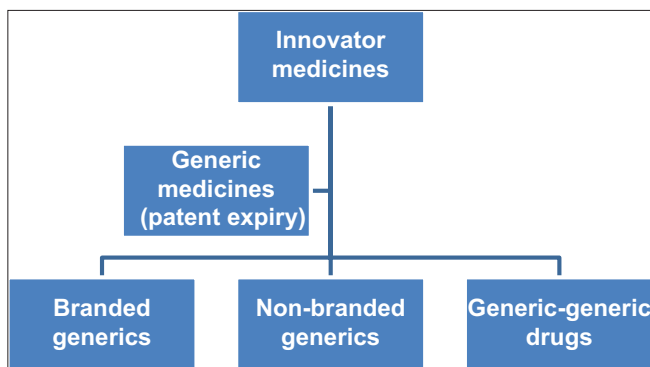 Innovator
medicines
Generic
medicines
(patent expiry)
Branded
generics
Non-branded
generics
Generic-generic
drugs